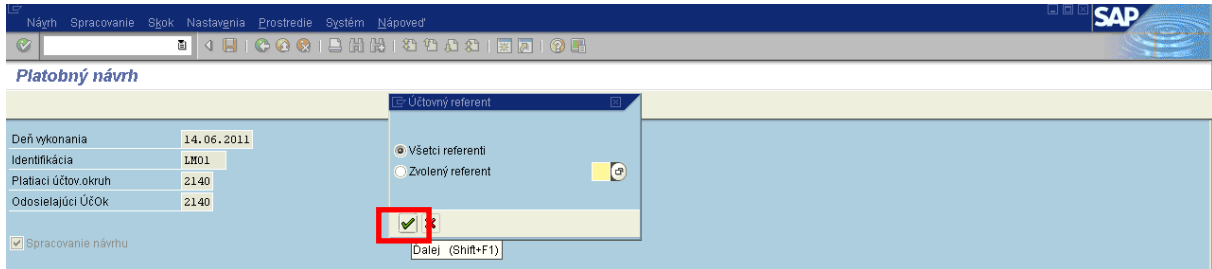 Návrh Spracovanie Skok Nastavenia Prostredie Systém Nápoveď
SAP
Platobný návrh
Účtovný referent
Deň vykonania 14.06.2011
Všetci referenti
Identifikácia LM01
Zvolený referent
Platiaci účtov.okruh 2140
Odosielajúci ÚčOk 2140
Spracovanie návrhu
Ďalej (Shift+F1)